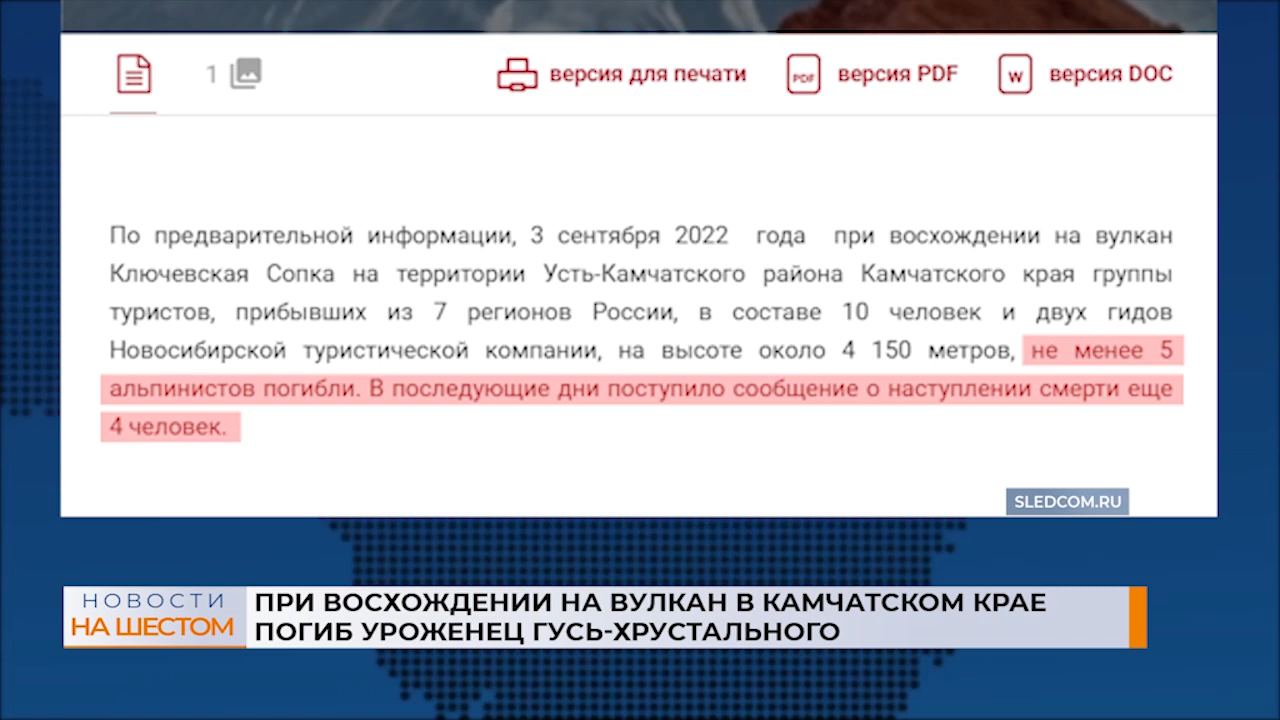 1
версия для печати
PDF
версия PDF
W
версия DOC
По предварительной информации, 3 сентября 2022 года при восхождении на вулкан
Ключевская Сопка на территории Усть-Камчатского района Камчатского края группы
туристов, прибывших из 7 регионов России, в составе 10 человек и двух гидов
Новосибирской туристической компании, на высоте около 4 150 метров, не менее 5
альпинистов погибли. В последующие дни поступило сообщение о наступлении смерти еще
4 человек.
SLEDCOM.RU
НОВОСТИ
НА ШЕСТОМ
ПРИ ВОСХОЖДЕНИИ НА ВУЛКАН В КАМЧАТСКОМ КРАЕ
ПОГИБ УРОЖЕНЕЦ ГУСЬ-ХРУСТАЛЬНОГО